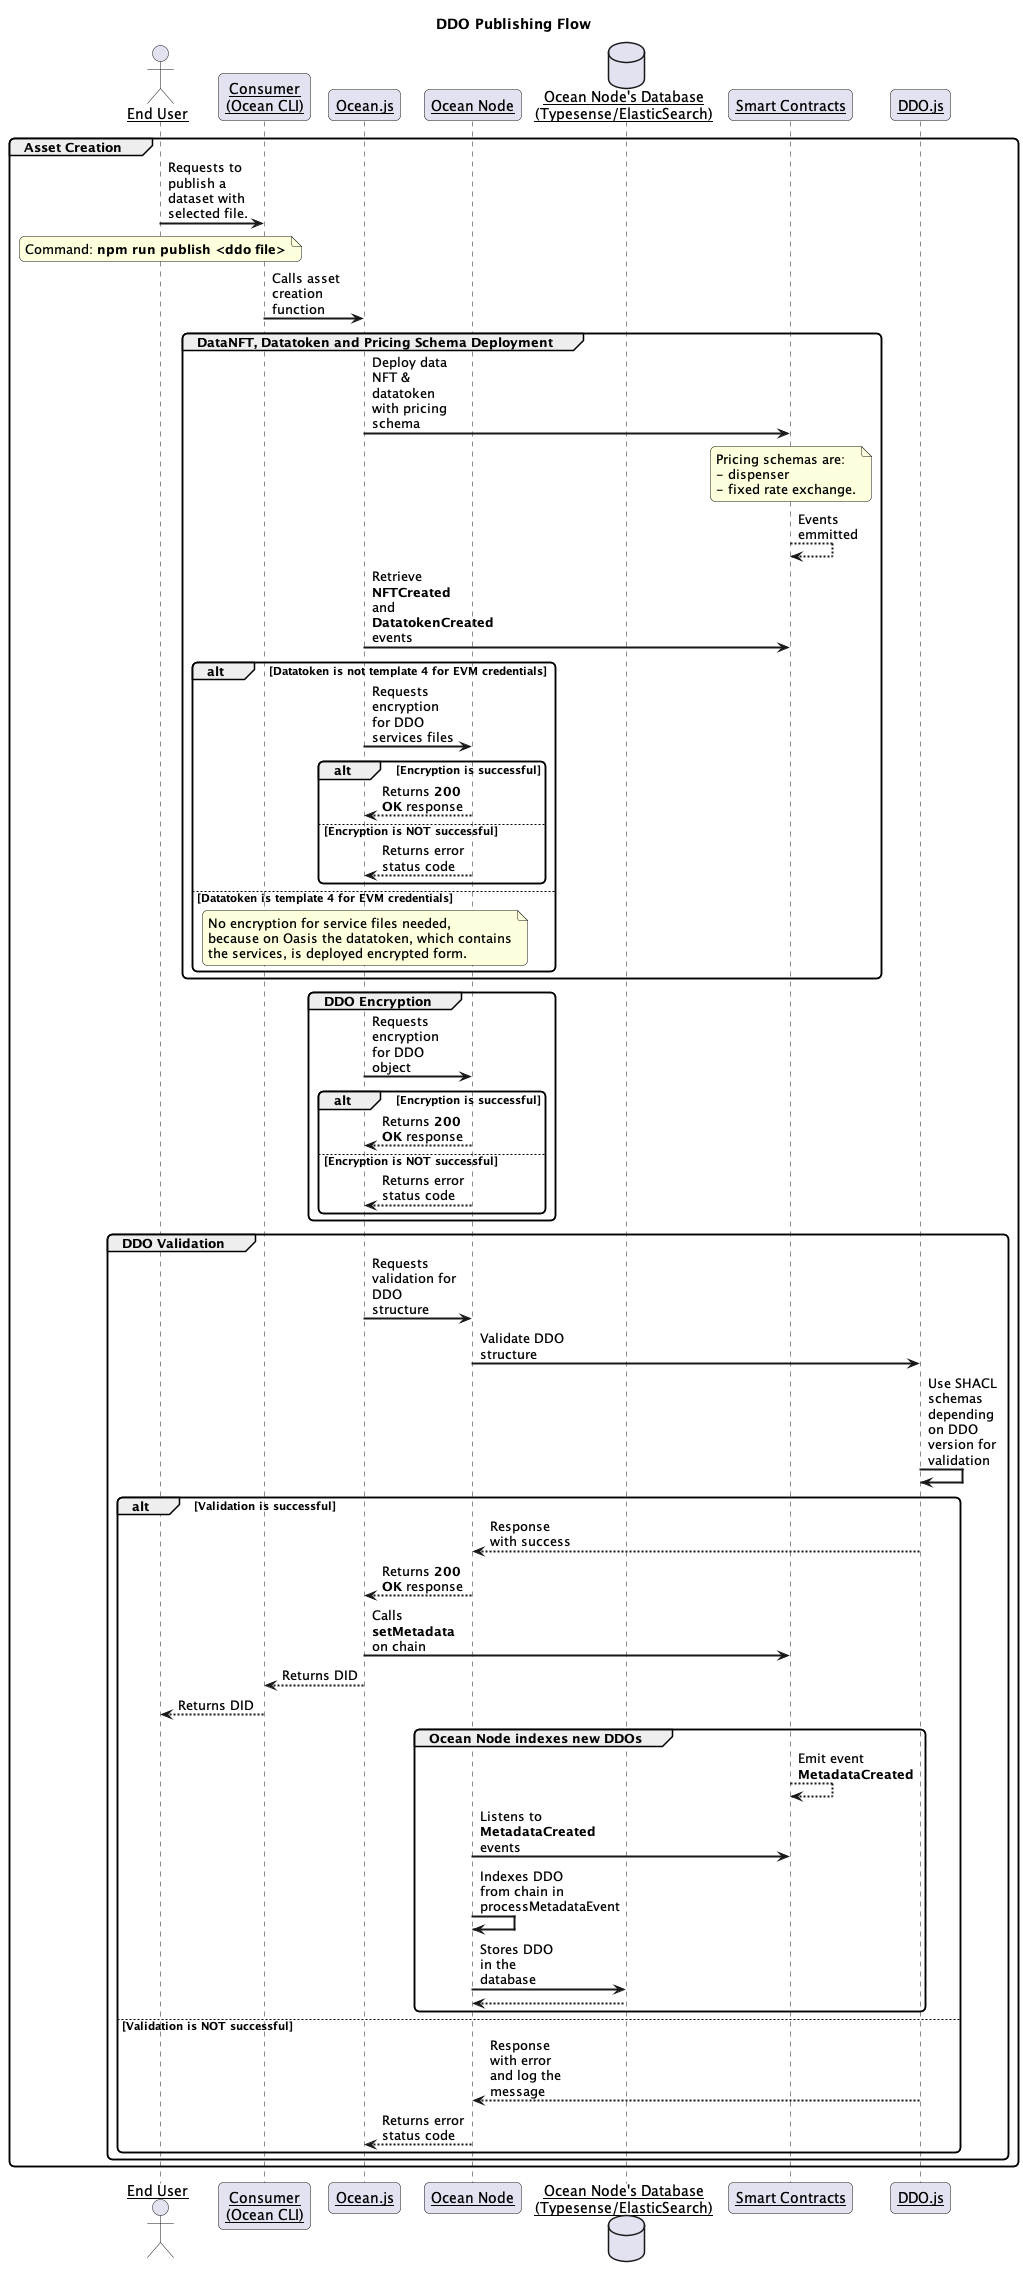 DDO Publishing Flow
End User
Consumer
(Ocean CLI)
Ocean.js
Ocean Node
Ocean Node's Database
(Typesense/ElasticSearch)
Smart Contracts
DDO.js
Asset Creation
Requests to
publish a
dataset with
selected file.
Command: npm run publish <ddo file>
Calls asset
creation
function
DataNFT, Datatoken and Pricing Schema Deployment
Deploy data
NFT &
datatoken
with pricing
schema
Pricing schemas are:
- dispenser
- fixed rate exchange.
Events
emmitted
Retrieve
NFTCreated
and
DatatokenCreated
events
alt
[Datatoken is not template 4 for EVM credentials]
Requests
encryption
for DDO
services files
alt
[Encryption is successful]
Returns 200
OK response
[Encryption is NOT successful]
Returns error
status code
[Datatoken is template 4 for EVM credentials]
No encryption for service files needed,
because on Oasis the datatoken, which contains
the services, is deployed encrypted form.
DDO Encryption
Requests
encryption
for DDO
object
alt
[Encryption is successful]
Returns 200
OK response
[Encryption is NOT successful]
Returns error
status code
DDO Validation
Requests
validation for
DDO
structure
Validate DDO
structure
Use SHACL
schemas
depending
on DDO
version for
validation
alt
[Validation is successful]
Response
with success
Returns 200
OK response
Calls
setMetadata
on chain
Returns DID
Returns DID
Ocean Node indexes new DDOs
Emit event
MetadataCreated
Listens to
MetadataCreated
events
Indexes DDO
from chain in
processMetadataEvent
Stores DDO
in the
database
[Validation is NOT successful]
Response
with error
and log the
message
Returns error
status code
End User
Consumer
(Ocean CLI)
Ocean.js
Ocean Node
Ocean Node's Database
(Typesense/ElasticSearch)
Smart Contracts
DDO.js